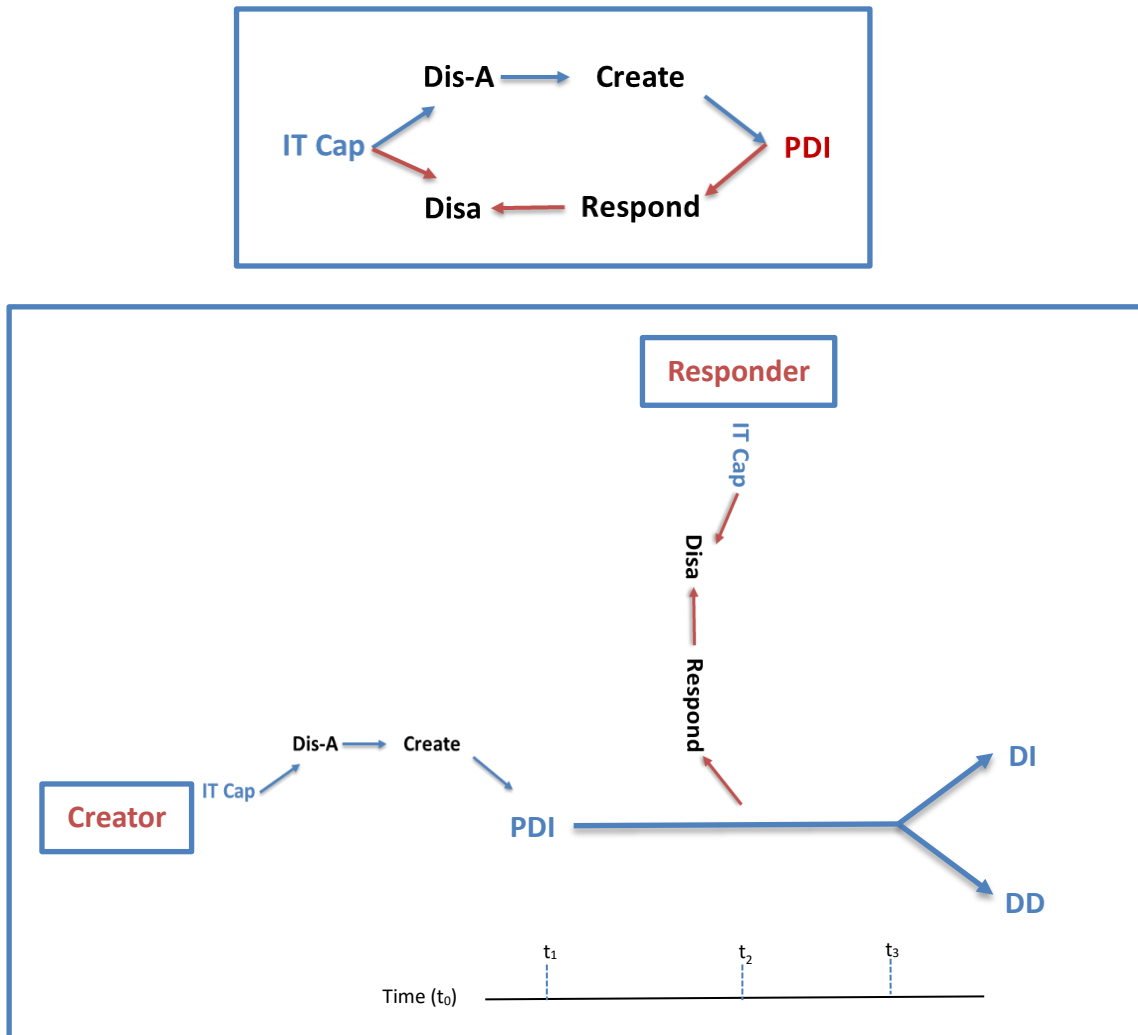 Dis-A Create
IT Cap PDI
Disa Respond
Responder
IT Cap
Disa
Respond
Dis-A Create
IT Cap
Creator
PDI
DI
DD
t₁ t₂ t₃
Time (t₀)